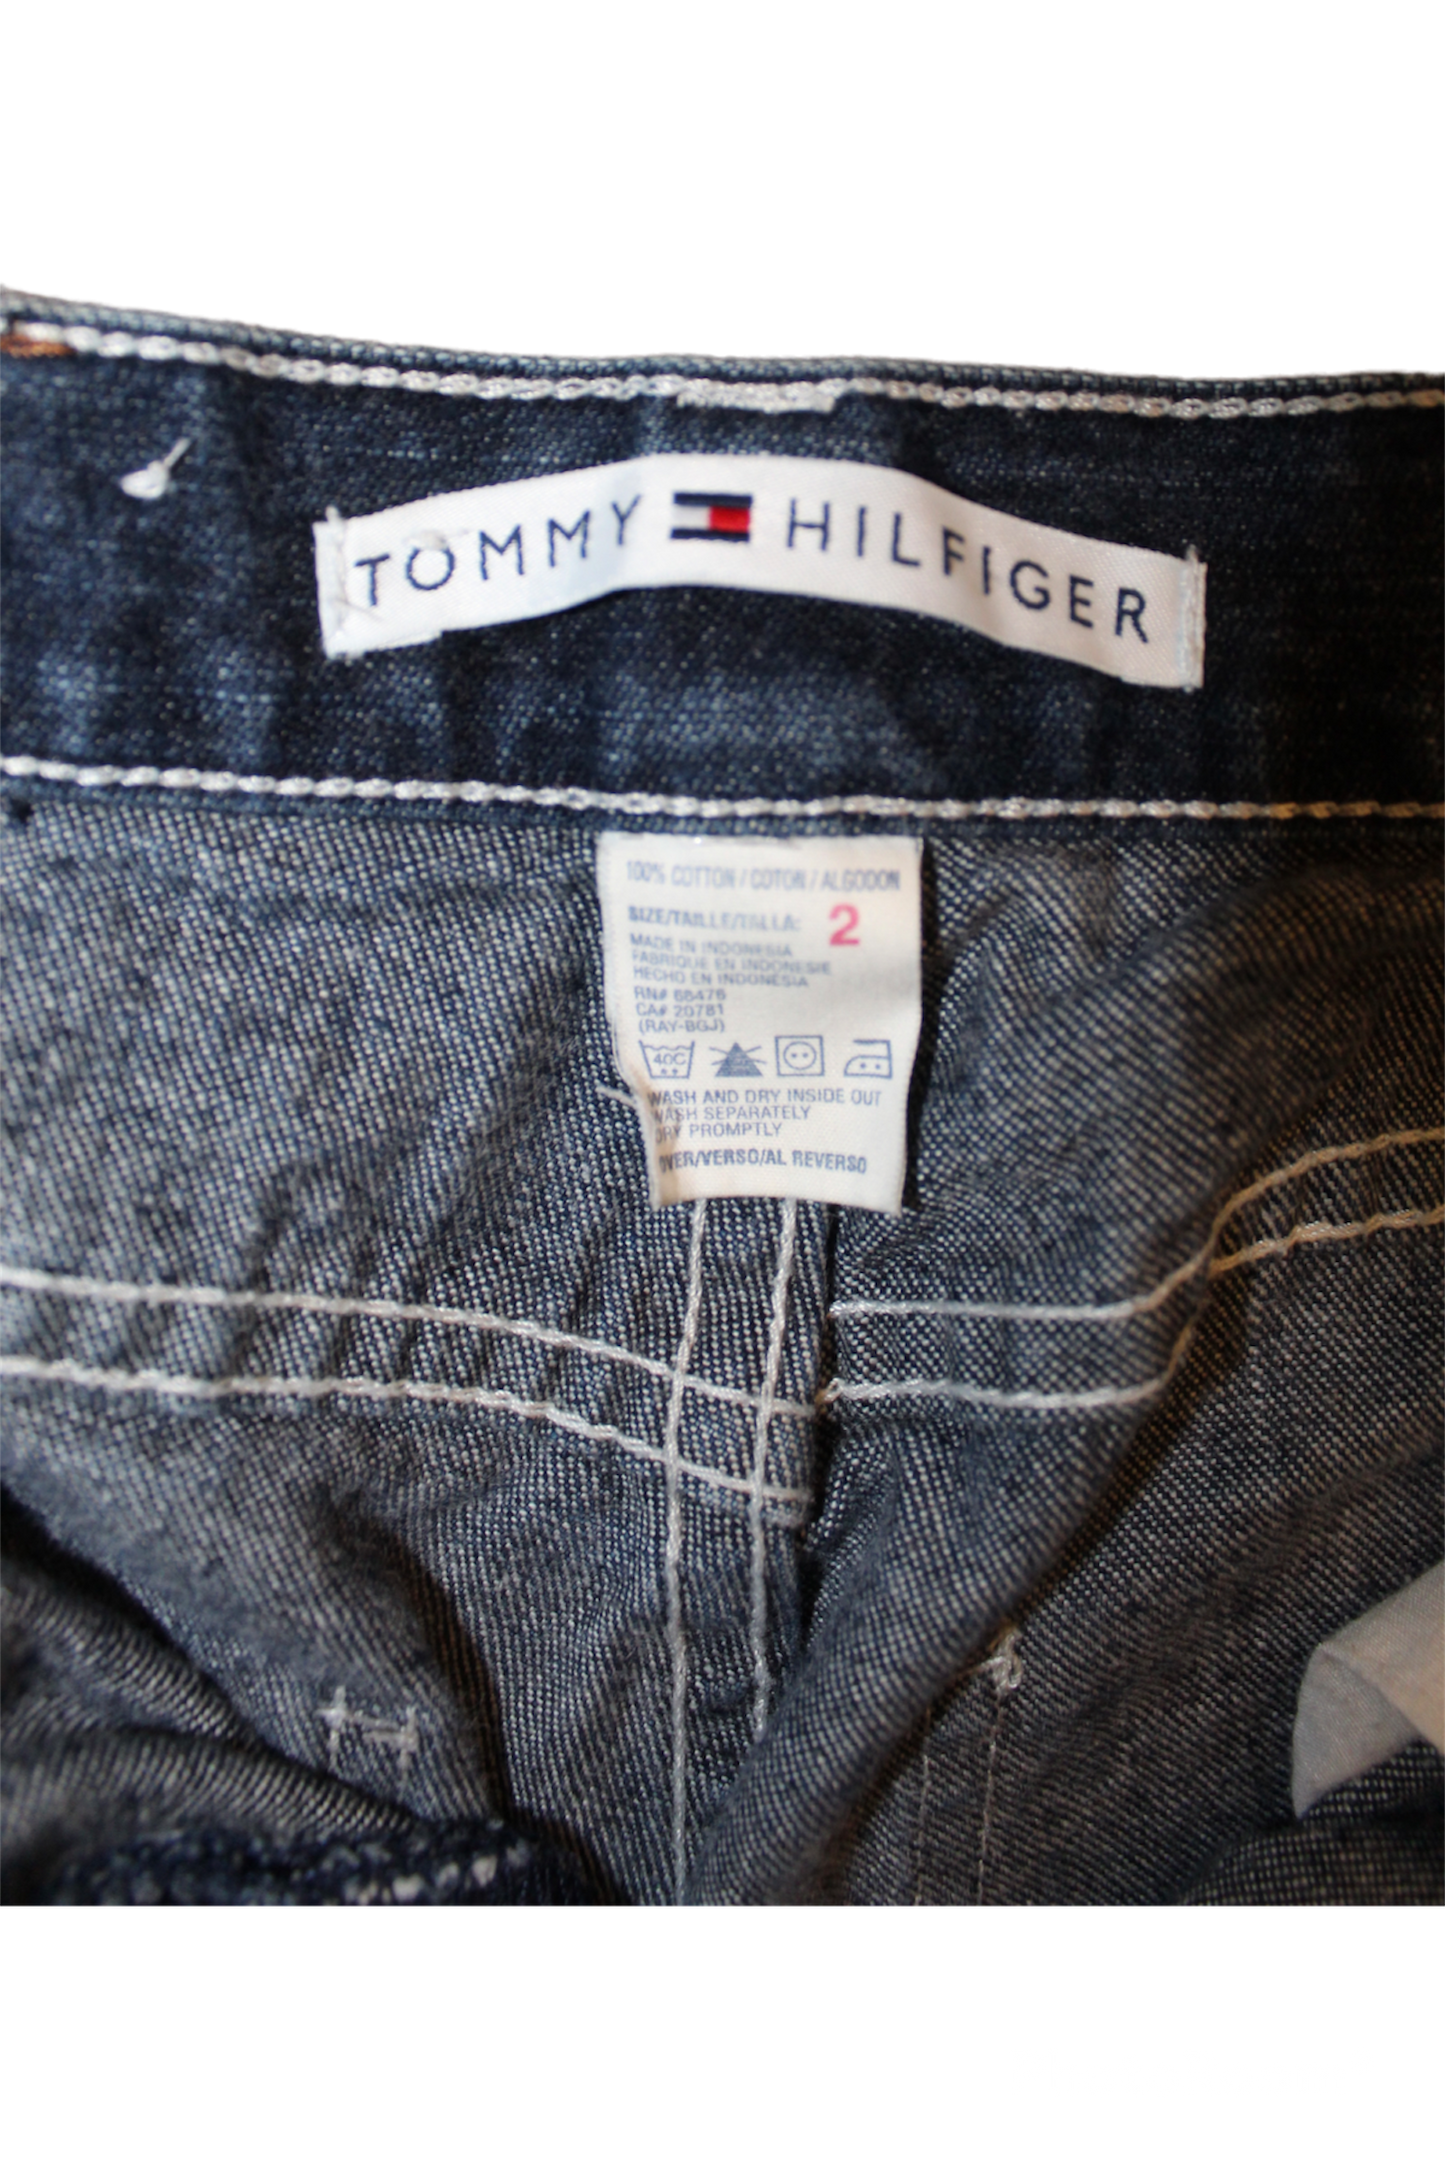 TOMMY HILFIGER
100% COTTON / COTON / ALGODON
SIZE/TAILLE/TALLA: 2
MADE IN INDONESIA
FABRIQUE EN INDONESIE
HECHO EN INDONESIA
RN# 68476
CA# 20781
(RAY-BGJ)
40C
WASH AND DRY INSIDE OUT
WASH SEPARATELY
DRY PROMPTLY
OVER/VERSO/AL REVERSO